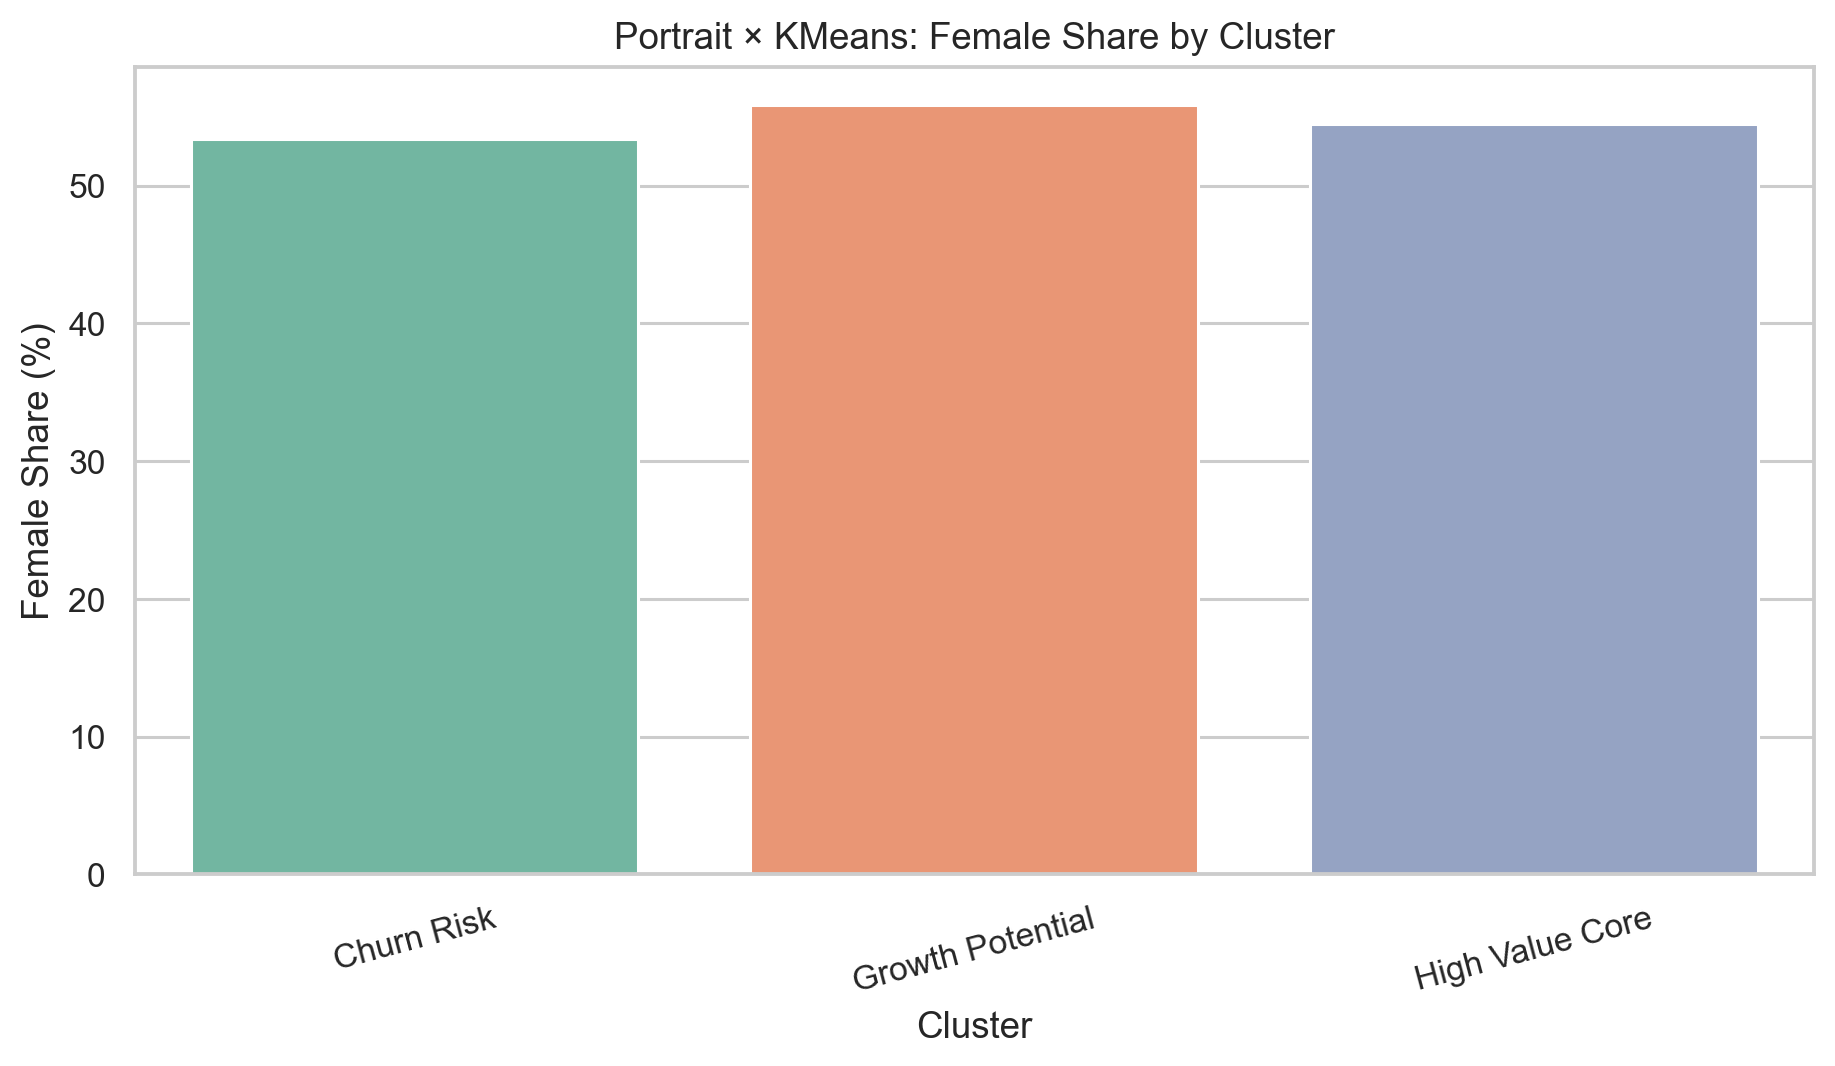 Portrait × KMeans: Female Share by Cluster
Female Share (%)
50
40
30
20
10
0
Churn Risk
Growth Potential
High Value Core
Cluster